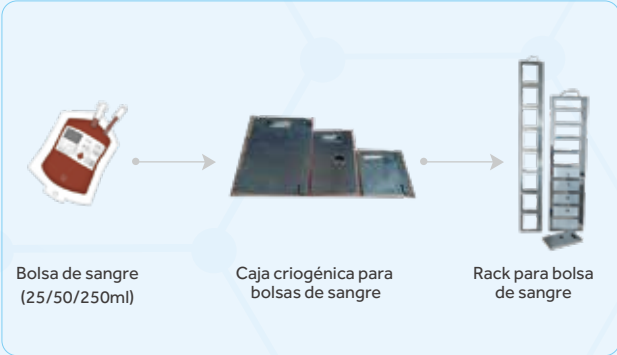 Bolsa de sangre
(25/50/250ml)
Caja criogénica para
bolsas de sangre
Rack para bolsa
de sangre